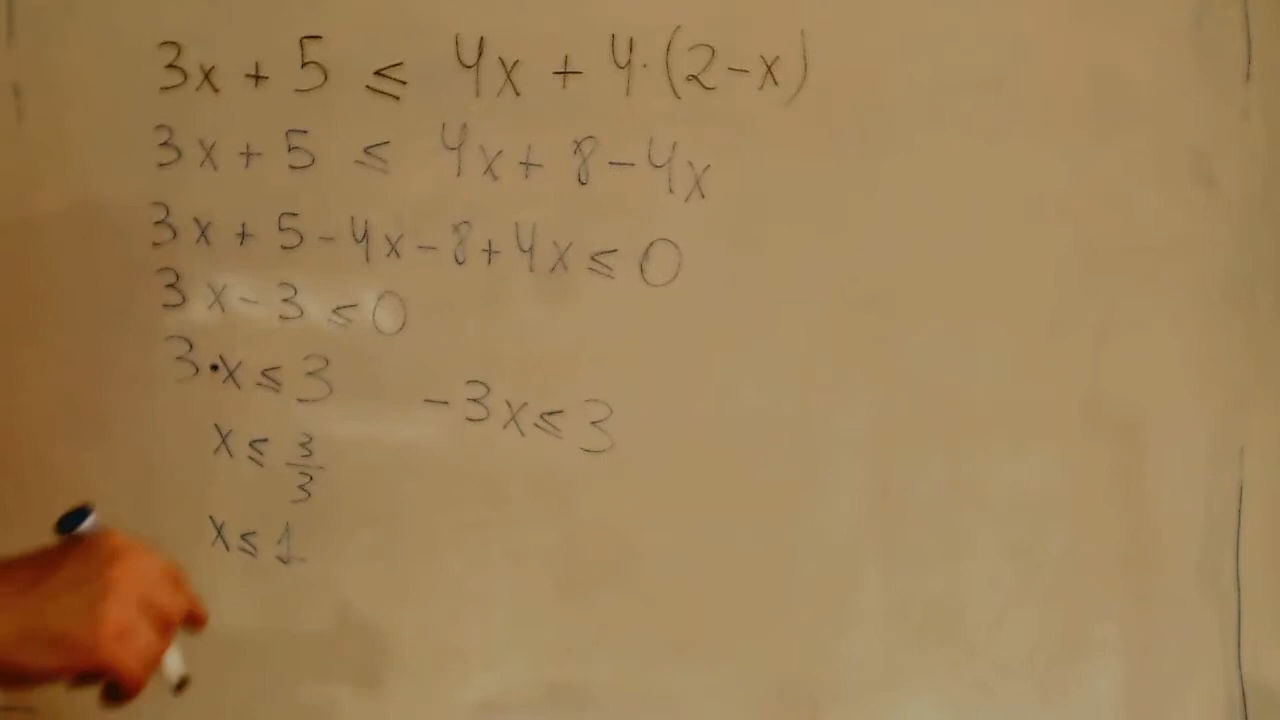 3x + 5 ≤ 4x + 4·(2-x)
3x + 5 ≤ 4x + 8 - 4x
3x + 5 - 4x - 8 + 4x ≤ 0
3x - 3 ≤ 0
3·x ≤ 3
-3x ≤ 3
x ≤ 3/3
x ≤ 1